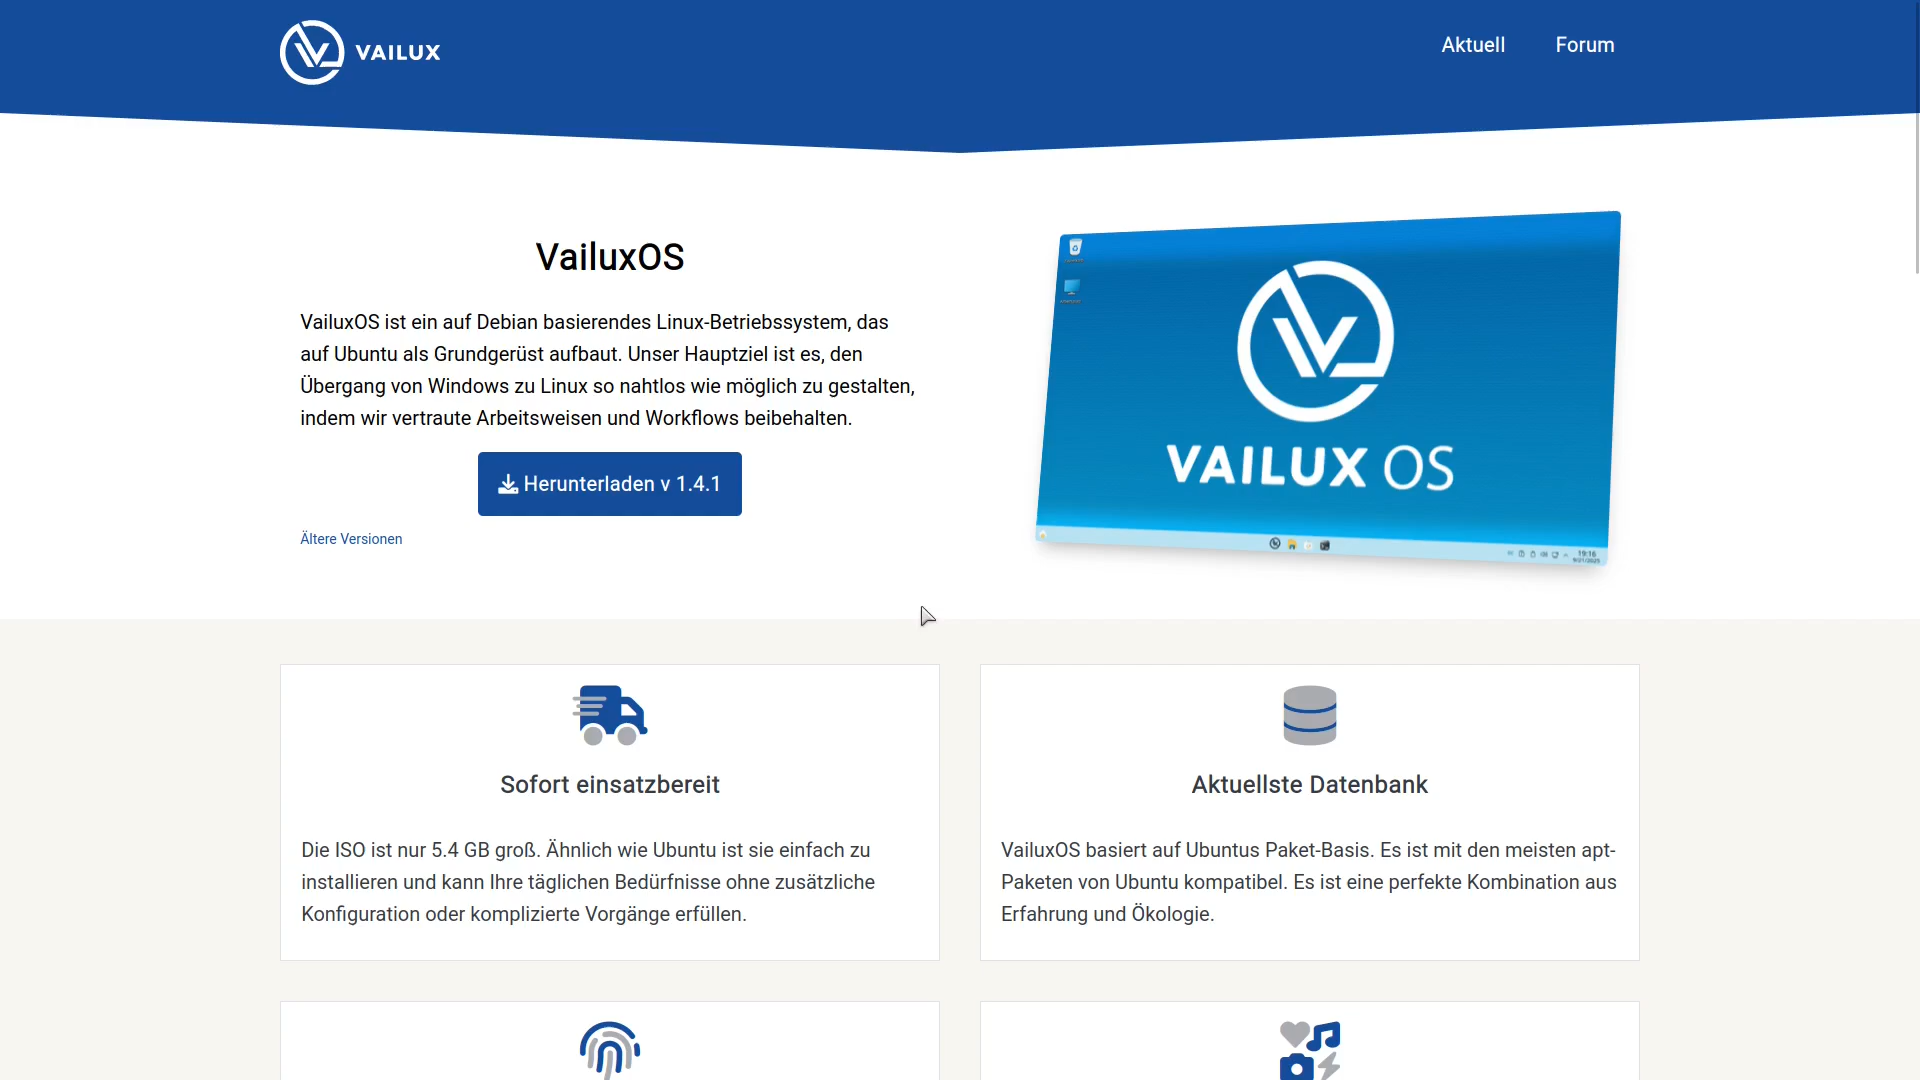 VAILUX
Aktuell
Forum
VailuxOS
VailuxOS ist ein auf Debian basierendes Linux-Betriebssystem, das
auf Ubuntu als Grundgerüst aufbaut. Unser Hauptziel ist es, den
Übergang von Windows zu Linux so nahtlos wie möglich zu gestalten,
indem wir vertraute Arbeitsweisen und Workflows beibehalten.
Herunterladen v 1.4.1
Ältere Versionen
VAILUX OS
19:16
9/21/2025
Sofort einsatzbereit
Die ISO ist nur 5.4 GB groß. Ähnlich wie Ubuntu ist sie einfach zu
installieren und kann Ihre täglichen Bedürfnisse ohne zusätzliche
Konfiguration oder komplizierte Vorgänge erfüllen.
Aktuellste Datenbank
VailuxOS basiert auf Ubuntus Paket-Basis. Es ist mit den meisten apt-
Paketen von Ubuntu kompatibel. Es ist eine perfekte Kombination aus
Erfahrung und Ökologie.